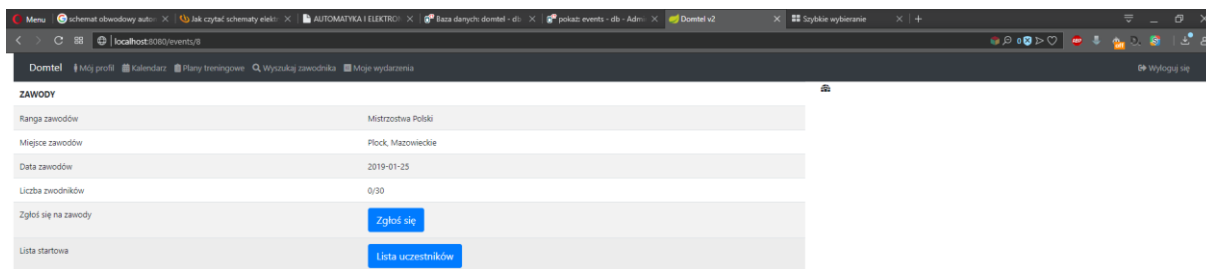 Menu schemat obwodowy autor Jak czytać schematy elektr AUTOMATYKA I ELEKTRO Baza danych: domtel - db pokaż: events - db - Admi Domtel v2 Szybkie wybieranie
localhost:8080/events/8
Domtel Mój profil Kalendarz Plany treningowe Wyszukaj zawodnika Moje wydarzenia Wyloguj się
ZAWODY
Ranga zawodów Mistrzostwa Polski
Miejsce zawodów Plock, Mazowieckie
Data zawodów 2019-01-25
Liczba zwodników 0/30
Zgłoś się na zawody Zgłoś się
Lista startowa Lista uczestników